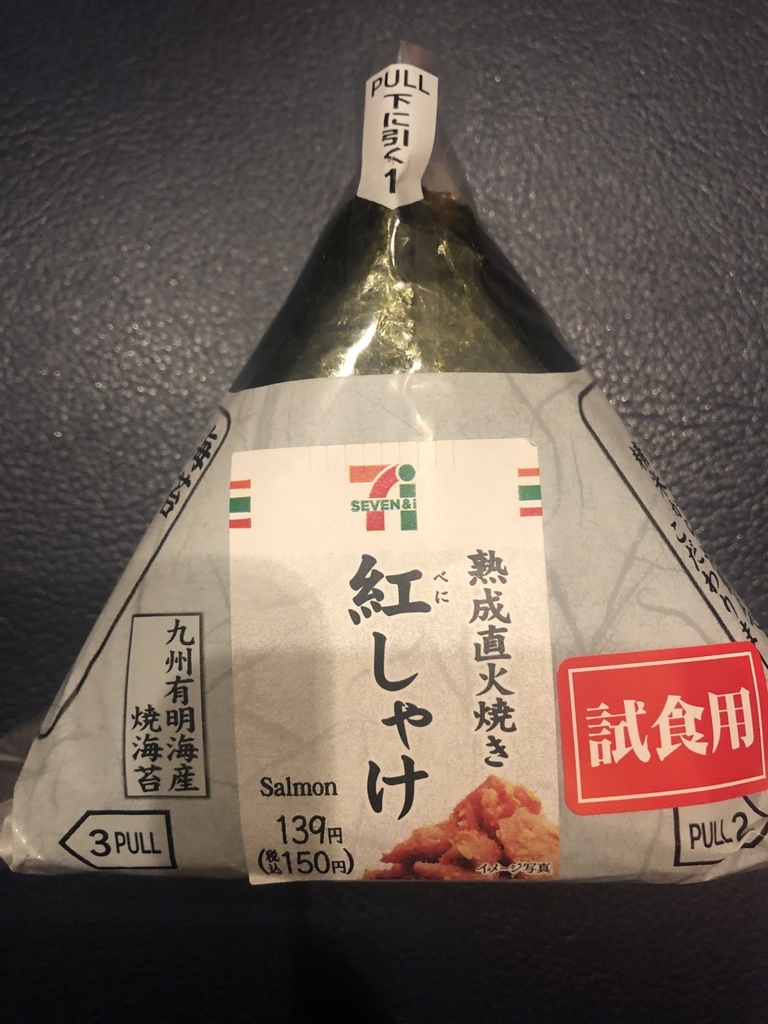 PULL
下に引く
1
SEVEN&i
熟成直火焼き
紅しゃけ
べに
Salmon
139円
(税込150円)
イメージ写真
九州有明海産
焼海苔
試食用
3 PULL
PULL 2